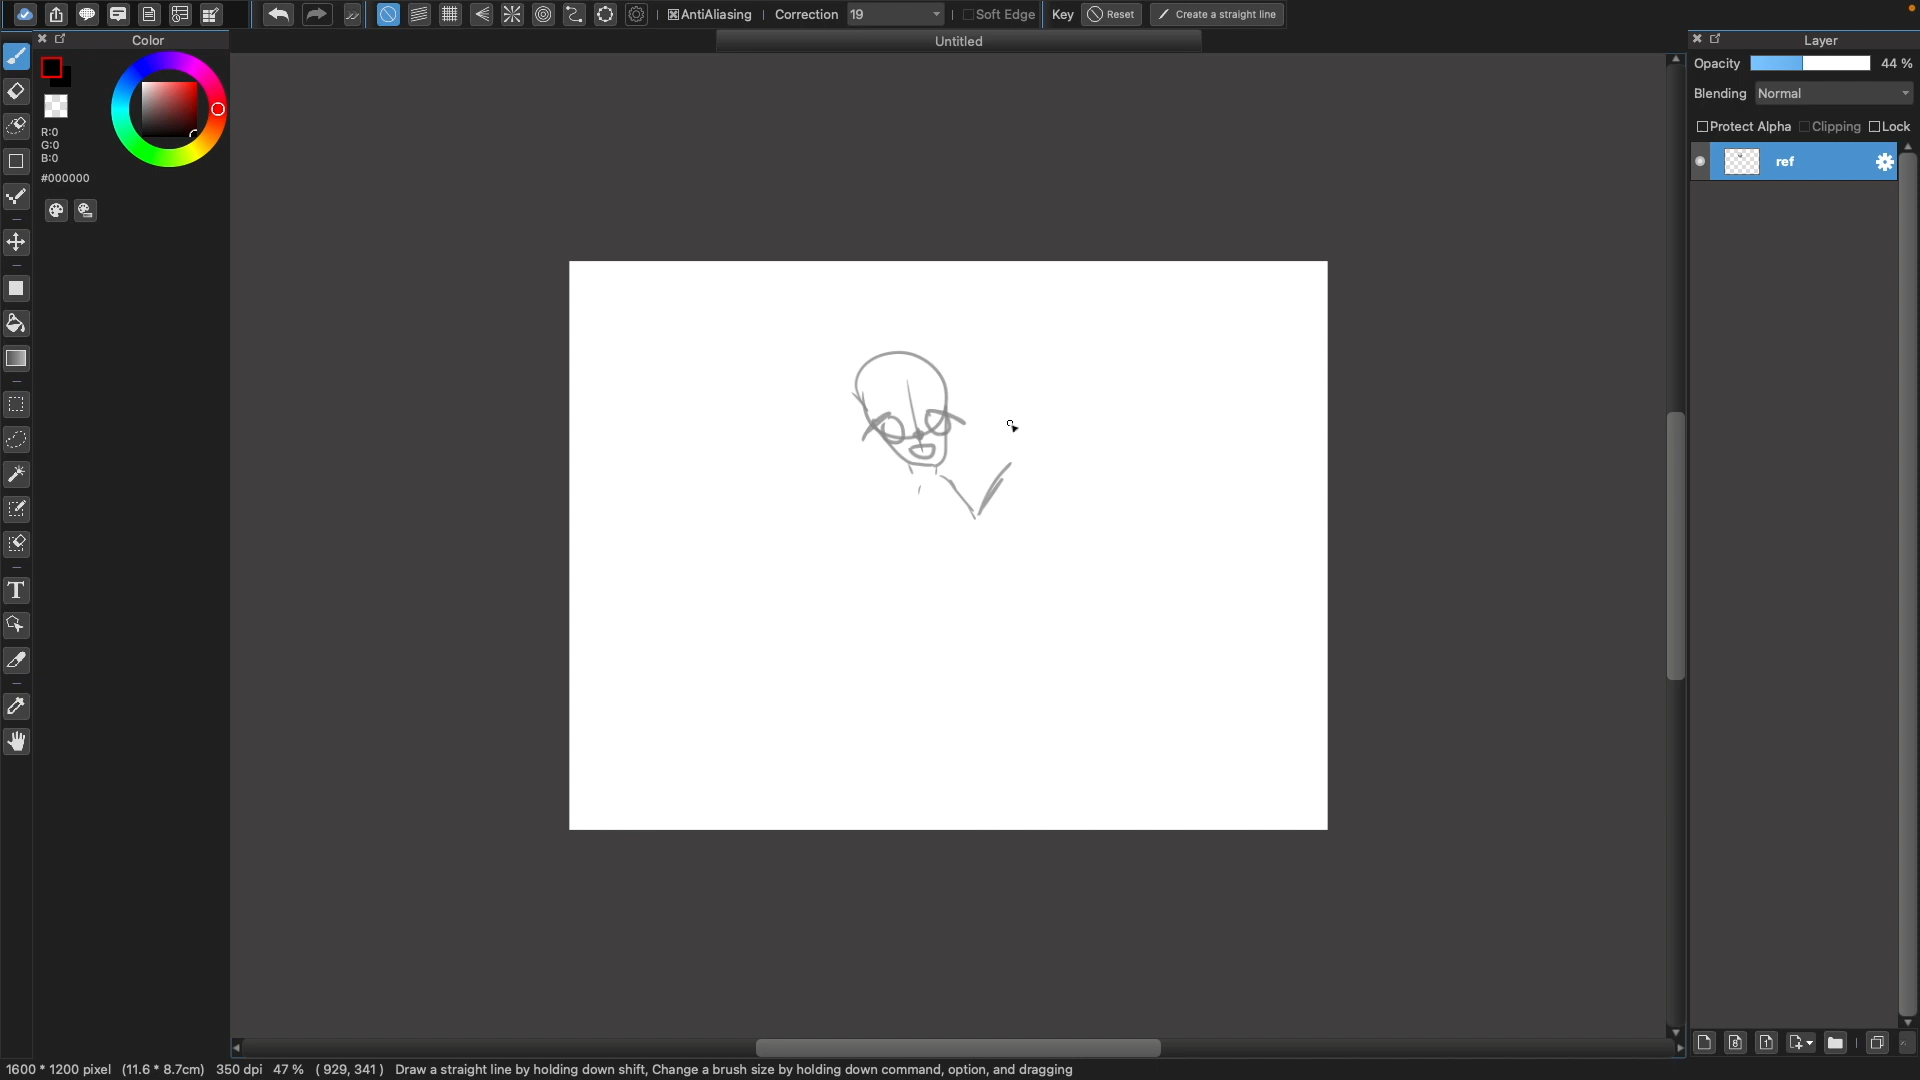 AntiAliasing
Correction 19
Soft Edge
Key
Reset
Create a straight line
Color
Untitled
Layer
R:0
G:0
B:0
#000000
Opacity 44 %
Blending Normal
Protect Alpha Clipping Lock
ref
T
8
1
1600 * 1200 pixel (11.6 * 8.7cm) 350 dpi 47 % ( 929, 341 ) Draw a straight line by holding down shift, Change a brush size by holding down command, option, and dragging